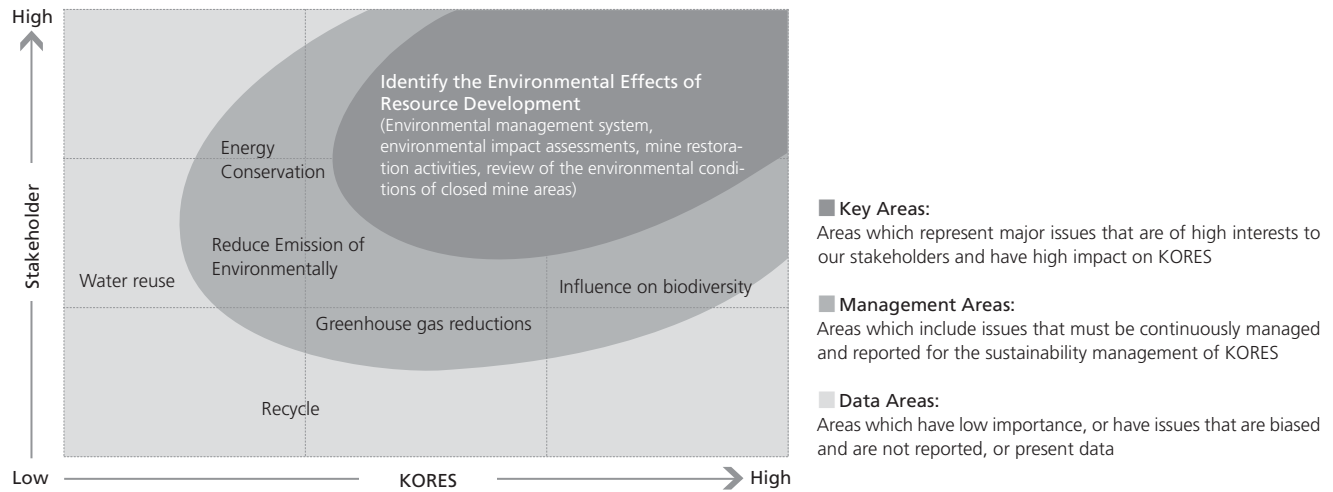 High
Stakeholder
Low
KORES
High
Identify the Environmental Effects of
Resource Development
(Environmental management system,
environmental impact assessments, mine restora-
tion activities, review of the environmental condi-
tions of closed mine areas)
Energy
Conservation
Reduce Emission of
Environmentally
Water reuse
Influence on biodiversity
Greenhouse gas reductions
Recycle
Key Areas:
Areas which represent major issues that are of high interests to
our stakeholders and have high impact on KORES
Management Areas:
Areas which include issues that must be continuously managed
and reported for the sustainability management of KORES
Data Areas:
Areas which have low importance, or have issues that are biased
and are not reported, or present data